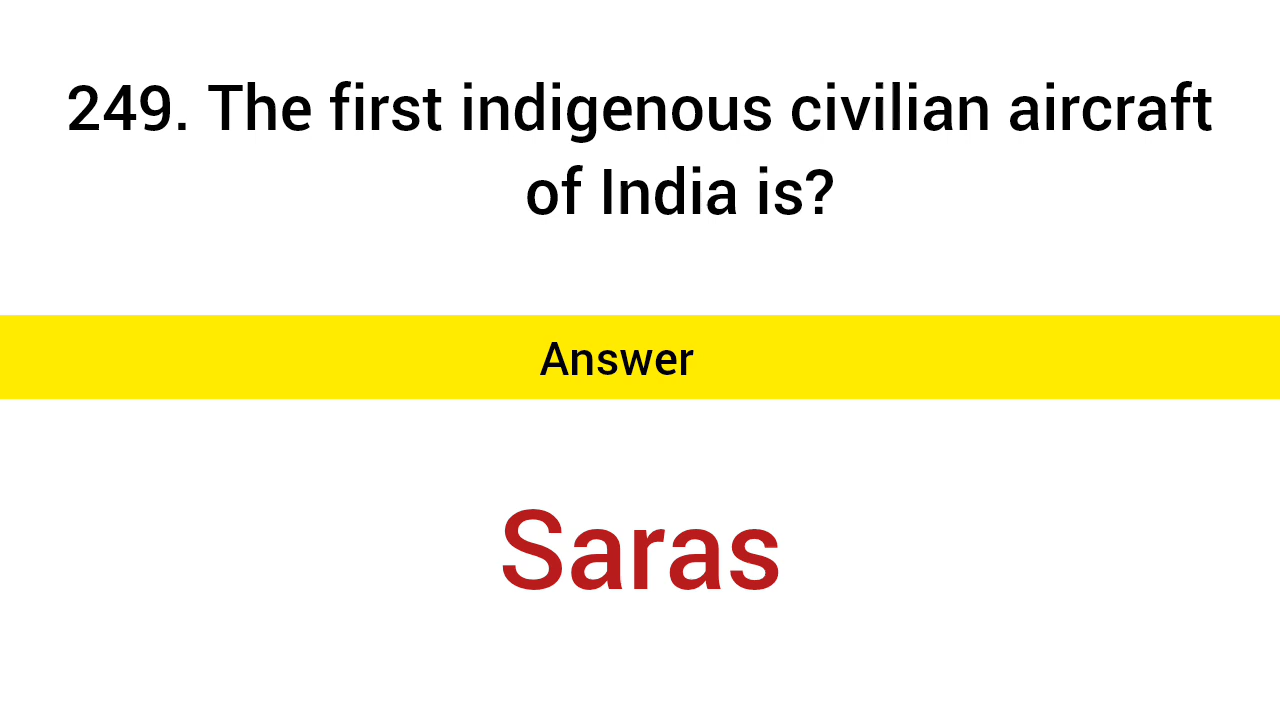 249. The first indigenous civilian aircraft
of India is?
Answer
Saras